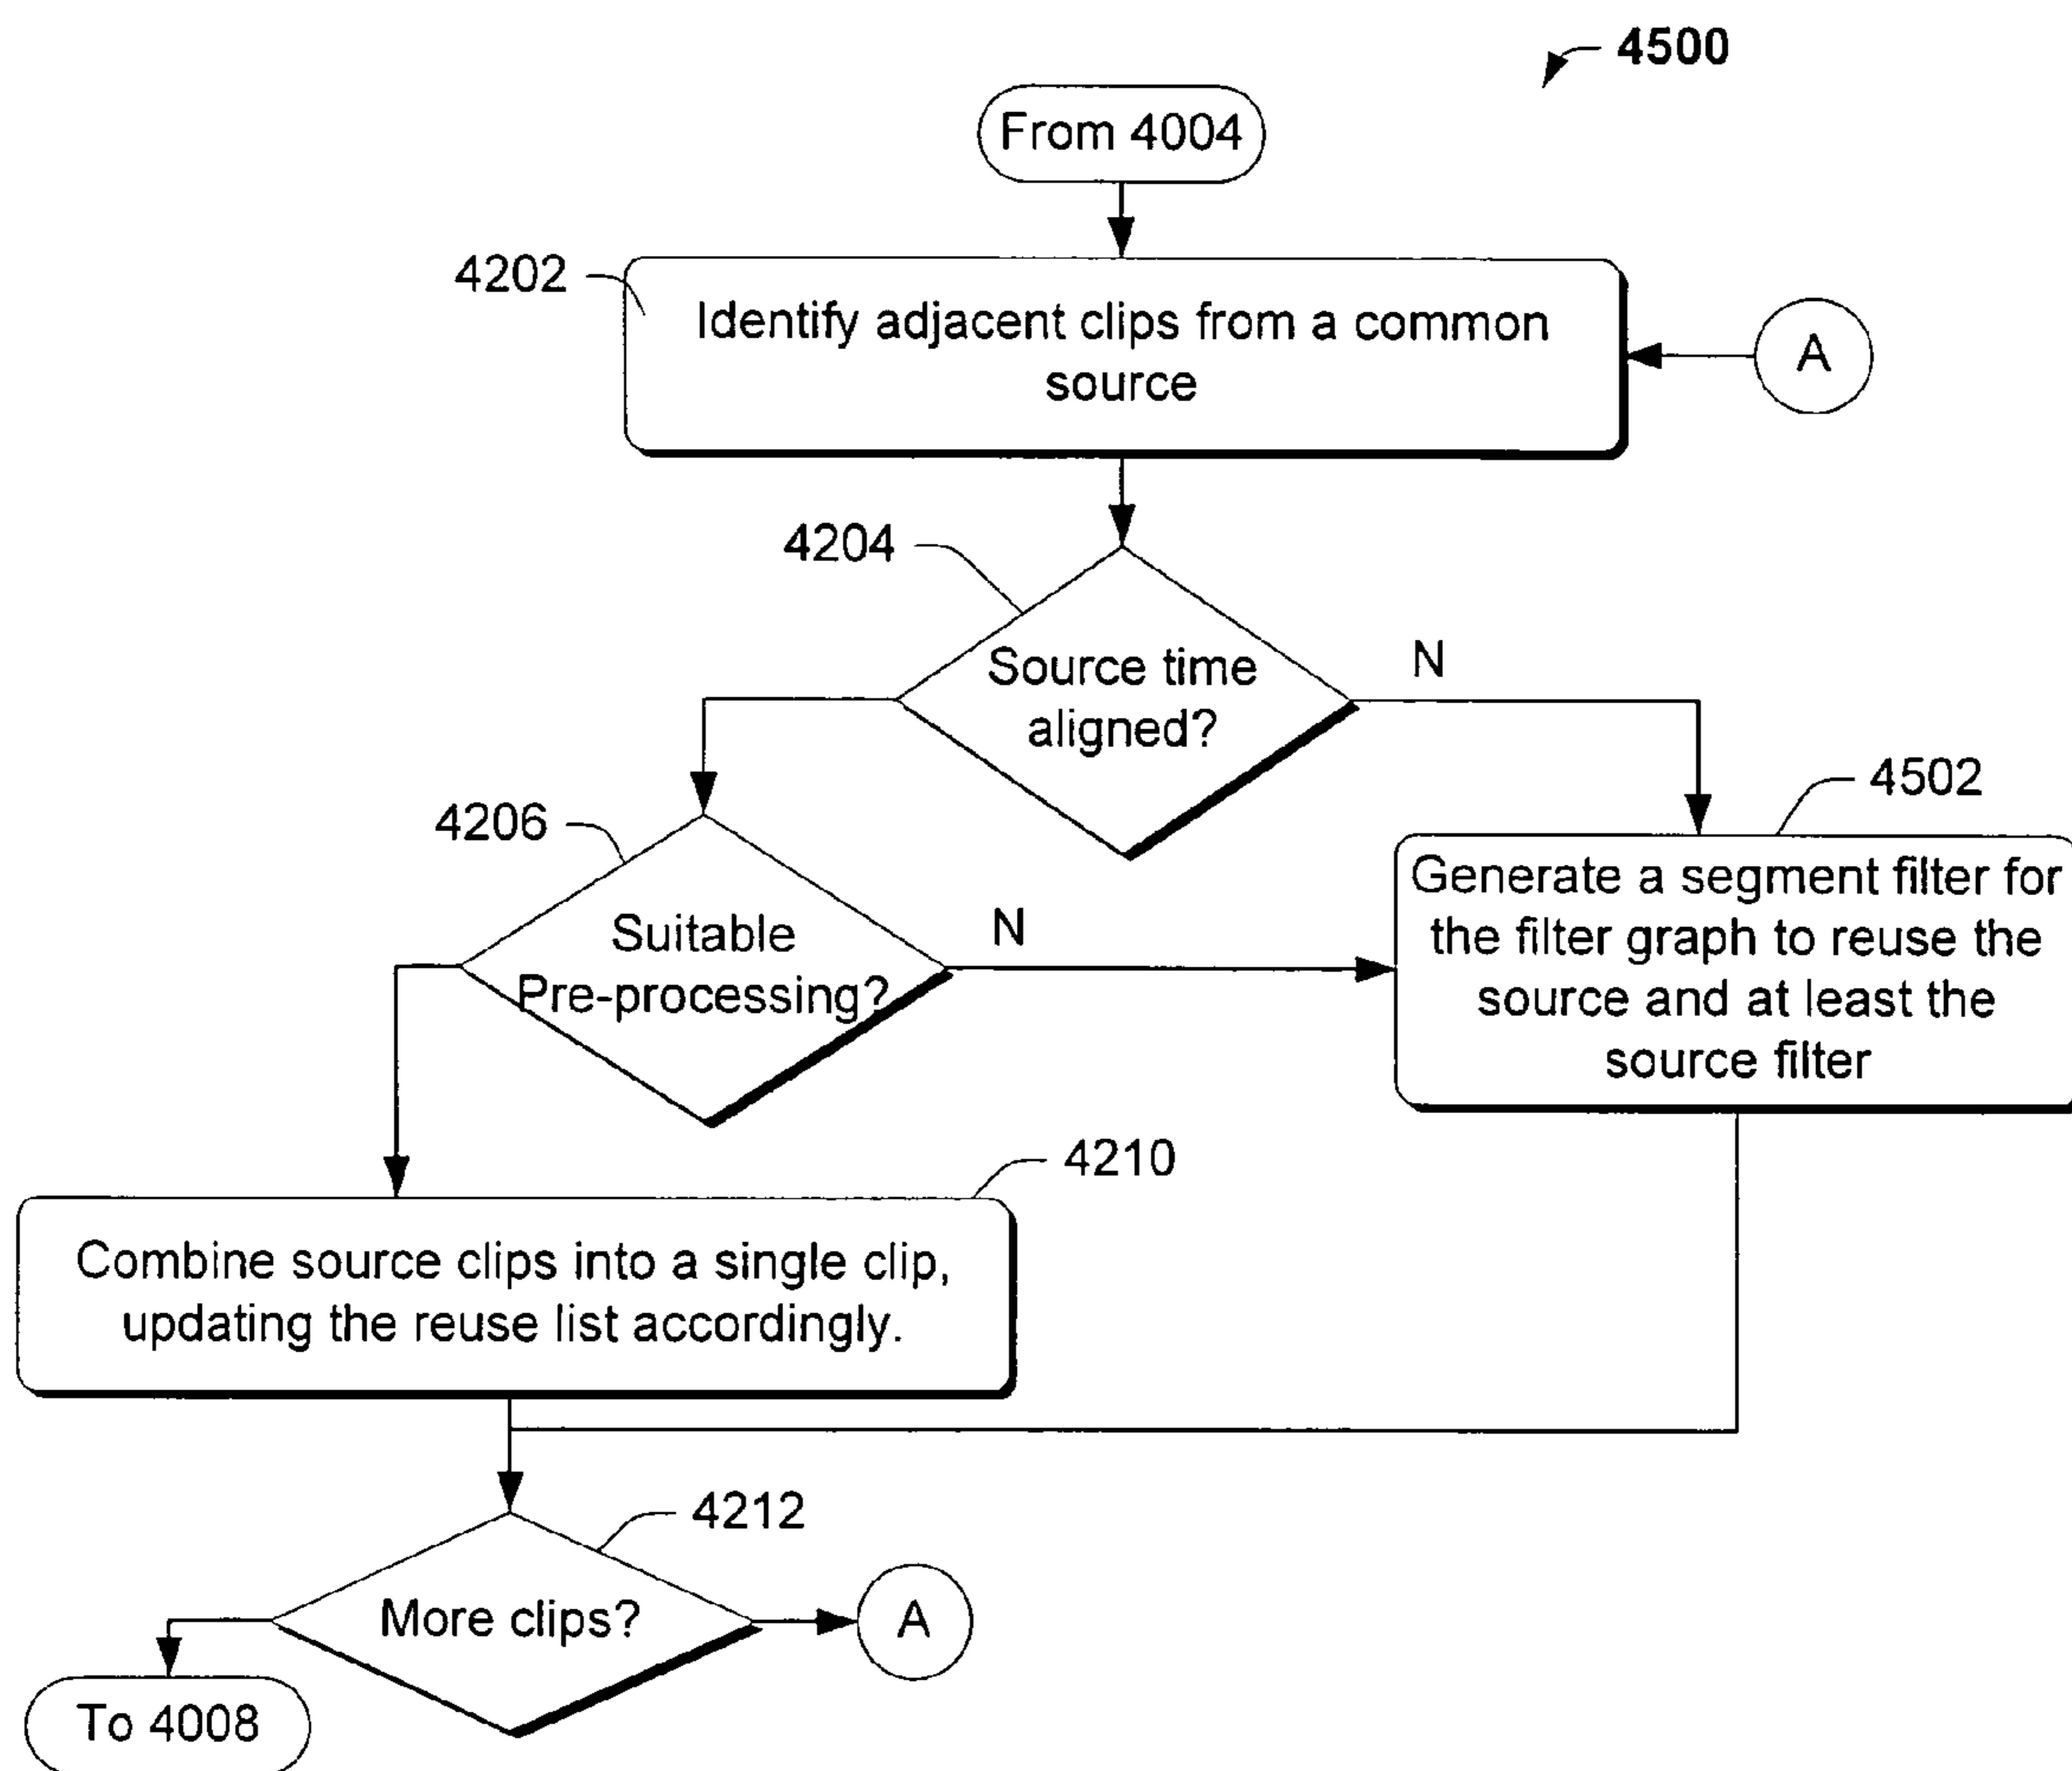 4500
From 4004
4202
Identify adjacent clips from a common
source
A
4204
Source time
aligned?
N
4502
4206
Suitable
Pre-processing?
N
Generate a segment filter for
the filter graph to reuse the
source and at least the
source filter
4210
Combine source clips into a single clip,
updating the reuse list accordingly.
4212
More clips?
A
To 4008